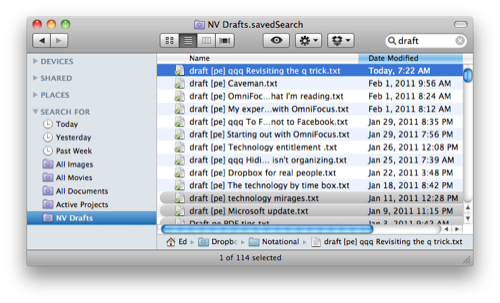 NV Drafts.savedSearch
draft
DEVICES
SHARED
PLACES
SEARCH FOR
Today
Yesterday
Past Week
All Images
All Movies
All Documents
Active Projects
NV Drafts
Name Date Modified
draft [pe] qqq Revisiting the q trick.txt Today, 7:22 AM
draft [pe] Caveman.txt Feb 1, 2011 9:56 AM
draft [pe] OmniFoc...hat I'm reading.txt Feb 1, 2011 8:24 AM
draft [pe] My exper...with OmniFocus.txt Feb 1, 2011 8:12 AM
draft [pe] qqq To F...not to Facebook.txt Jan 29, 2011 8:35 PM
draft [pe] Starting out with OmniFocus.txt Jan 29, 2011 7:56 PM
draft [pe] Technology entitlement .txt Jan 26, 2011 12:08 PM
draft [pe] qqq Hidi... isn't organizing.txt Jan 25, 2011 7:39 AM
draft [pe] Dropbox for real people.txt Jan 22, 2011 3:48 PM
draft [pe] The technology by time box.txt Jan 18, 2011 8:42 PM
draft [pe] technology mirages.txt Jan 11, 2011 12:28 PM
draft [pe] Microsoft update.txt Jan 9, 2011 11:15 PM
Draft pe PDF tips.txt Jan 3, 2011 9:42 AM
Ed Dropbo Notational draft [pe] qqq Revisiting the q trick.txt
1 of 114 selected